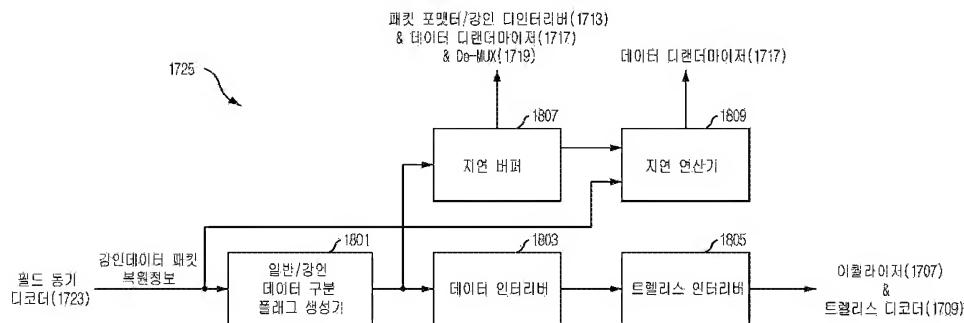 패킷 포맷터/강인 디인터리버(1713)
& 데이터 디랜더마이저(1717)
& De-MUX(1719)
데이터 디랜더마이저(1717)
1725
1807
1809
지연 버퍼
지연 연산기
1801
1803
1805
강인데이터 패킷
복원정보
필드 동기
디코더(1723)
일반/강인
데이터 구분
플래그 생성기
데이터 인터리버
트렐리스 인터리버
이퀄라이저(1707)
&
트렐리스 디코더(1709)